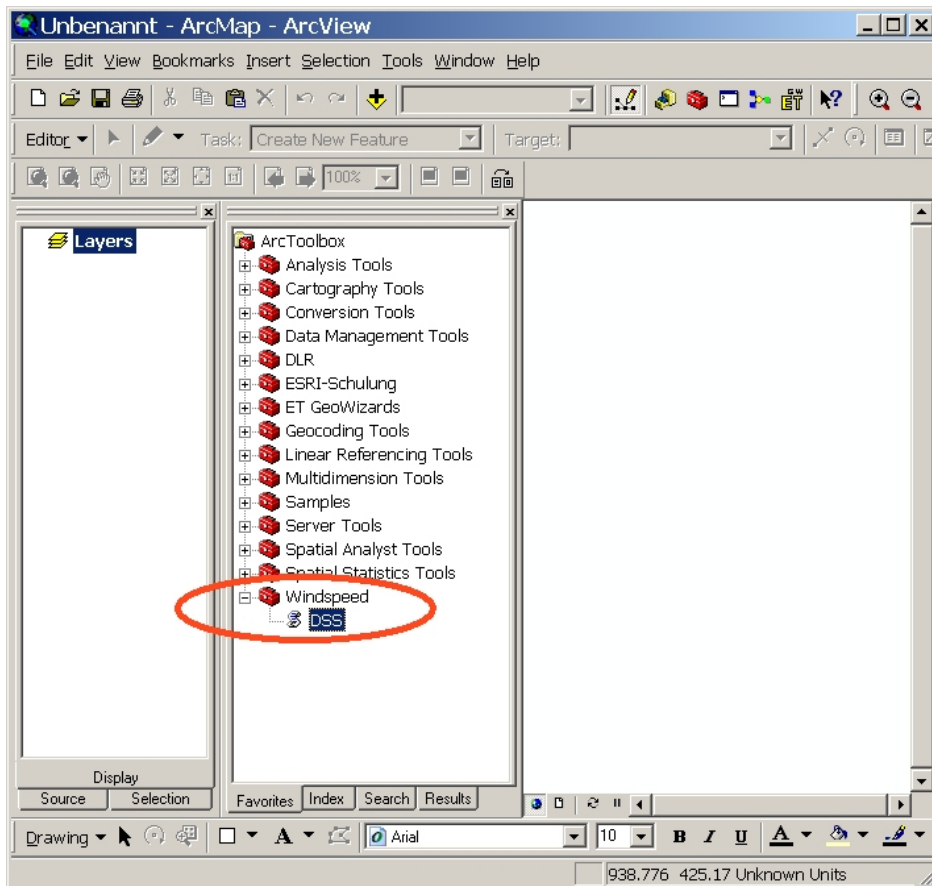 Unbenannt - ArcMap - ArcView
File Edit View Bookmarks Insert Selection Tools Window Help
Editor Task: Create New Feature Target:
100%
Layers
ArcToolbox
Analysis Tools
Cartography Tools
Conversion Tools
Data Management Tools
DLR
ESRI-Schulung
ET GeoWizards
Geocoding Tools
Linear Referencing Tools
Multidimension Tools
Samples
Server Tools
Spatial Analyst Tools
Spatial Statistics Tools
Windspeed
DSS
Display
Source Selection
Favorites Index Search Results
Drawing A Arial 10 B I U A
938.776 425.17 Unknown Units